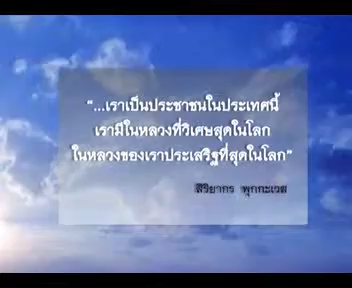 “...เราเป็นประชาชนในประเทศนี้
เรามีในหลวงที่วิเศษสุดในโลก
ในหลวงของเราประเสริฐที่สุดในโลก”
สิริยากร พุกกะเวส